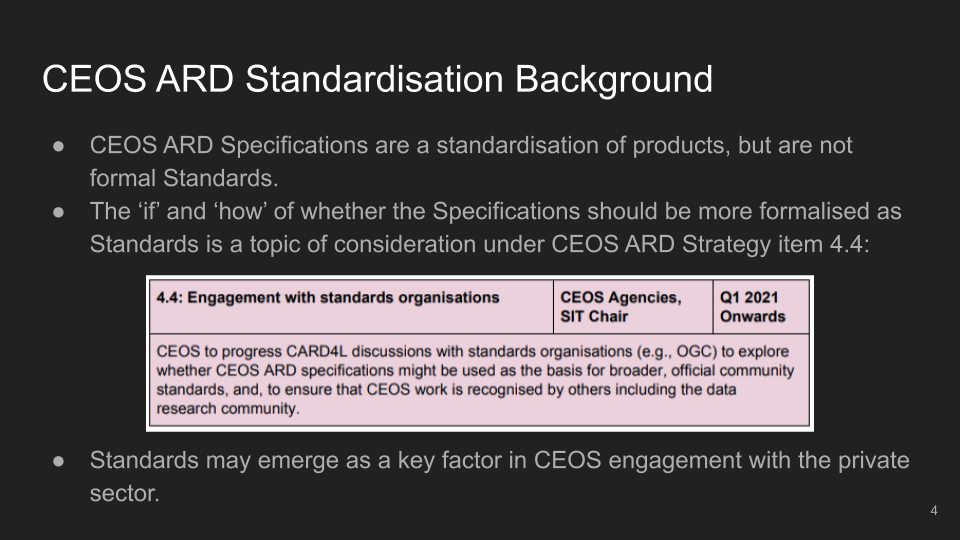 CEOS ARD Standardisation Background
● CEOS ARD Specifications are a standardisation of products, but are not
formal Standards.
● The ‘if’ and ‘how’ of whether the Specifications should be more formalised as
Standards is a topic of consideration under CEOS ARD Strategy item 4.4:
4.4: Engagement with standards organisations
CEOS Agencies,
SIT Chair
Q1 2021
Onwards
CEOS to progress CARD4L discussions with standards organisations (e.g., OGC) to explore
whether CEOS ARD specifications might be used as the basis for broader, official community
standards, and, to ensure that CEOS work is recognised by others including the data
research community.
● Standards may emerge as a key factor in CEOS engagement with the private
sector.
4